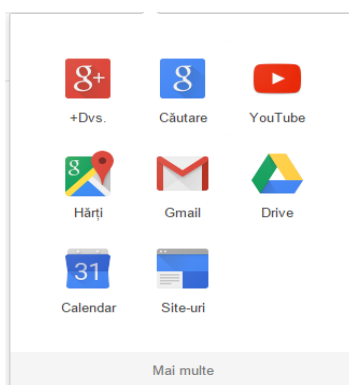 g+ g
+Dvs. Căutare YouTube
g
Hărți Gmail Drive
31
Calendar Site-uri
Mai multe